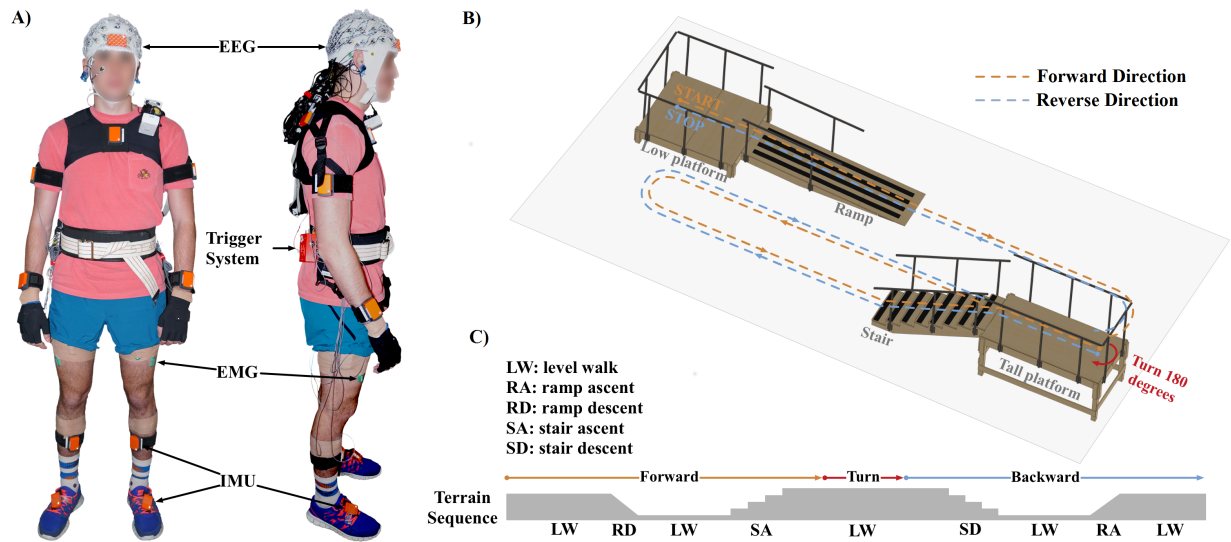 A)
EEG
Trigger
System
EMG
IMU
B)
Forward Direction
Reverse Direction
START
STOP
Low platform
Ramp
Stair
Tall platform
Turn 180
degrees
C)
LW: level walk
RA: ramp ascent
RD: ramp descent
SA: stair ascent
SD: stair descent
Forward Turn Backward
Terrain
Sequence
LW RD LW SA LW SD LW RA LW